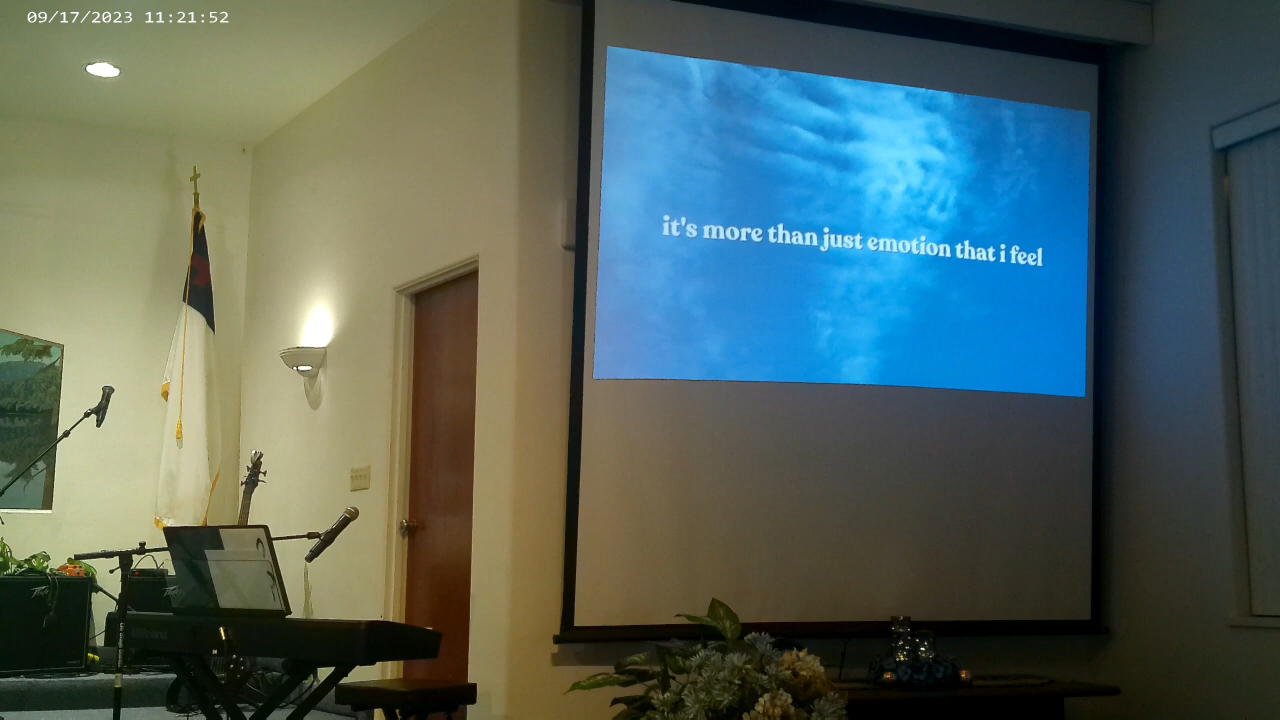 09/17/2023 11:21:52
it's more than just emotion that i feel